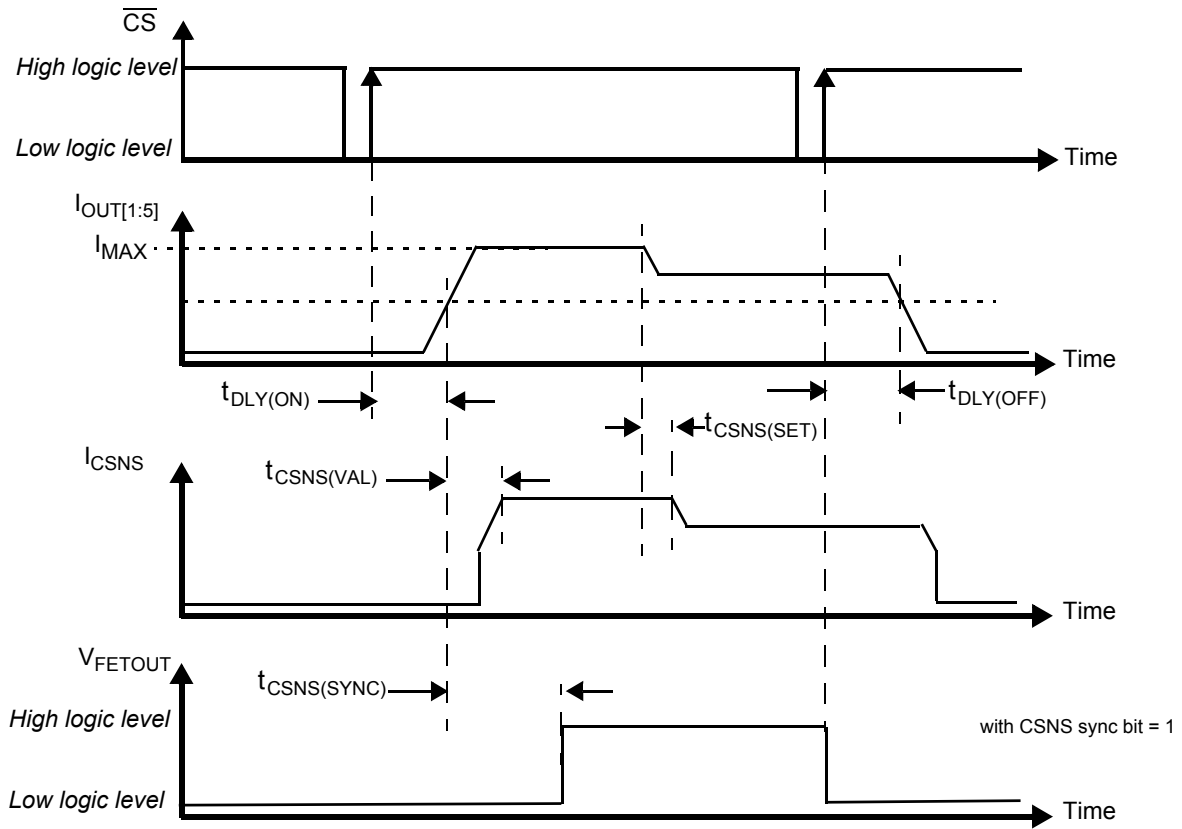 CS
High logic level
Low logic level
Time
IOUT[1:5]
IMAX
Time
tDLY(ON)
tDLY(OFF)
tCSNS(SET)
ICSNS
tCSNS(VAL)
Time
VFETOUT
tCSNS(SYNC)
High logic level
with CSNS sync bit = 1
Low logic level
Time